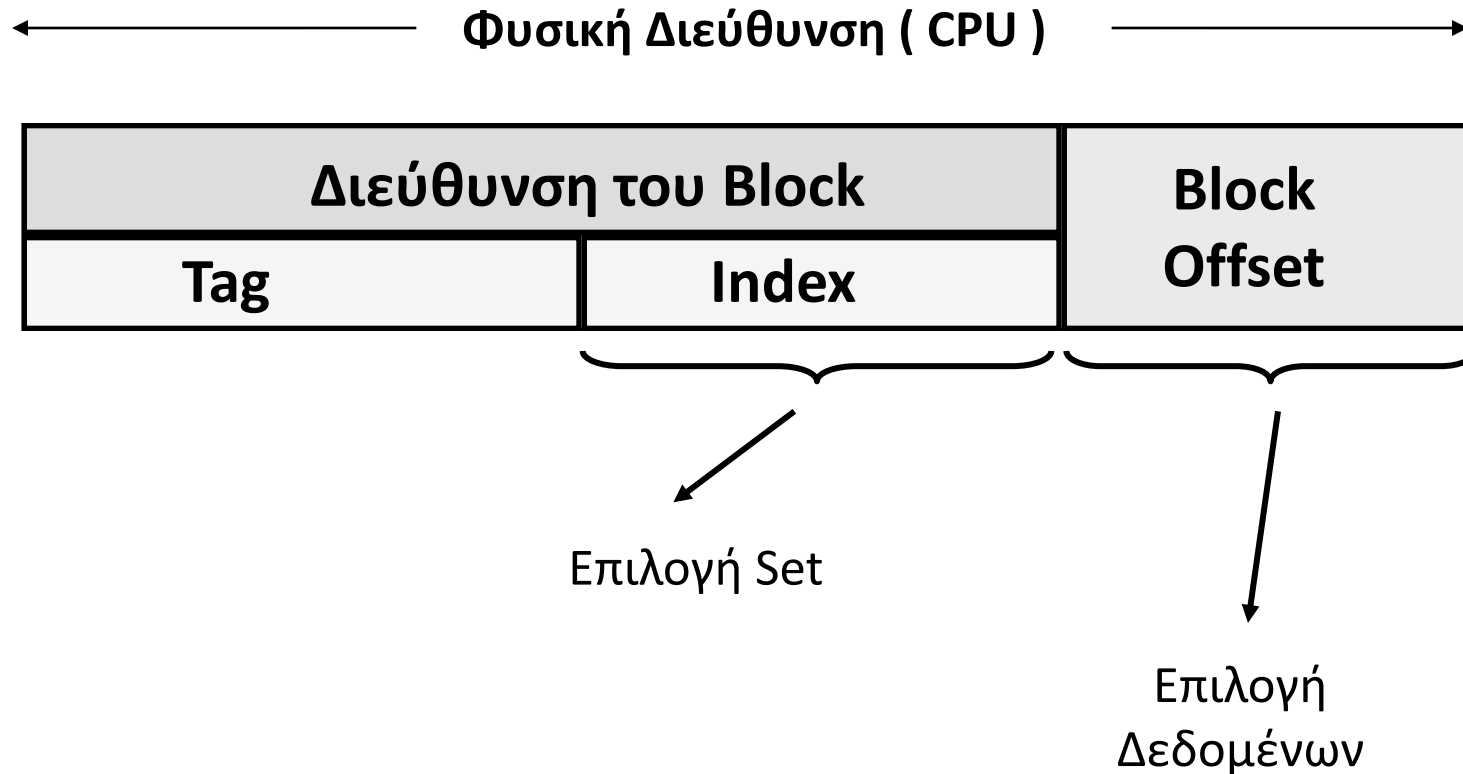 Φυσική Διεύθυνση ( CPU )
Διεύθυνση του Block
Block
Offset
Tag
Index
Επιλογή Set
Επιλογή
Δεδομένων